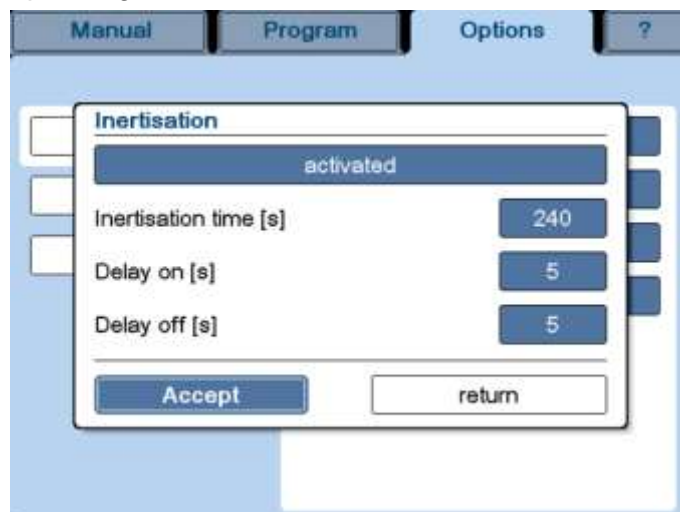 Manual Program Options ?
Inertisation
activated
Inertisation time [s] 240
Delay on [s] 5
Delay off [s] 5
Accept return